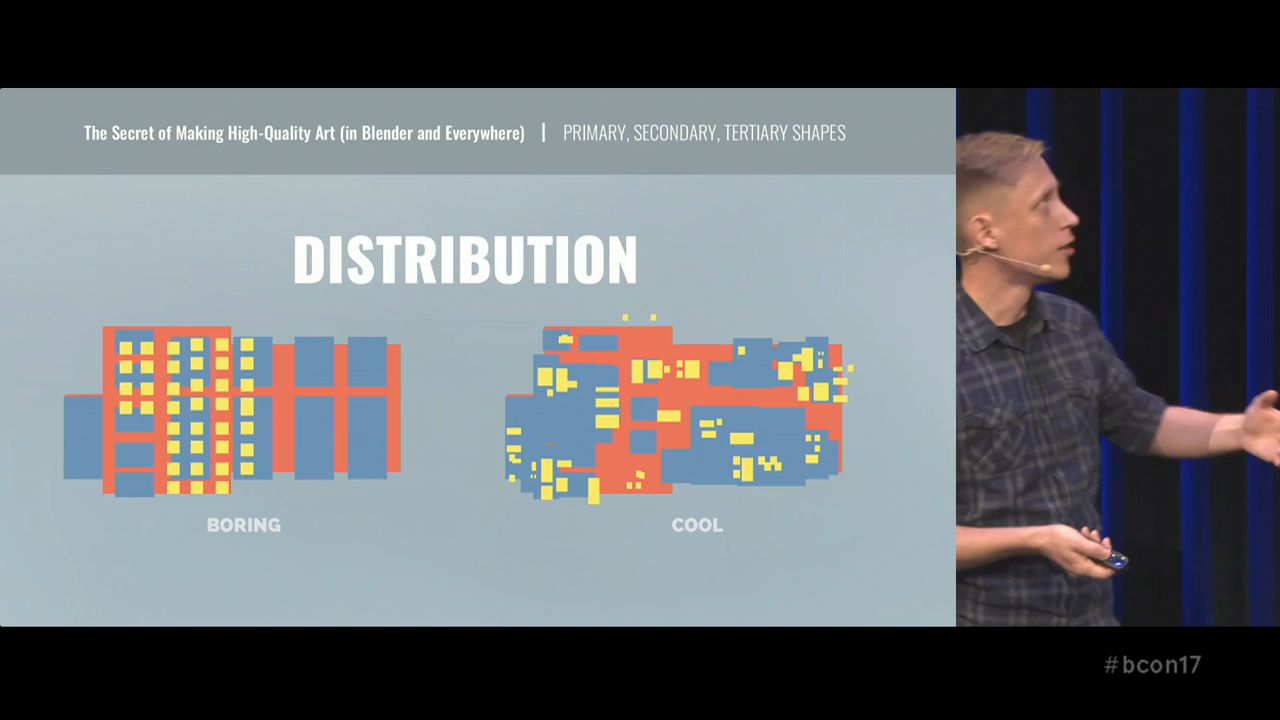 The Secret of Making High-Quality Art (in Blender and Everywhere) | PRIMARY, SECONDARY, TERTIARY SHAPES
DISTRIBUTION
BORING
COOL
#bcon17